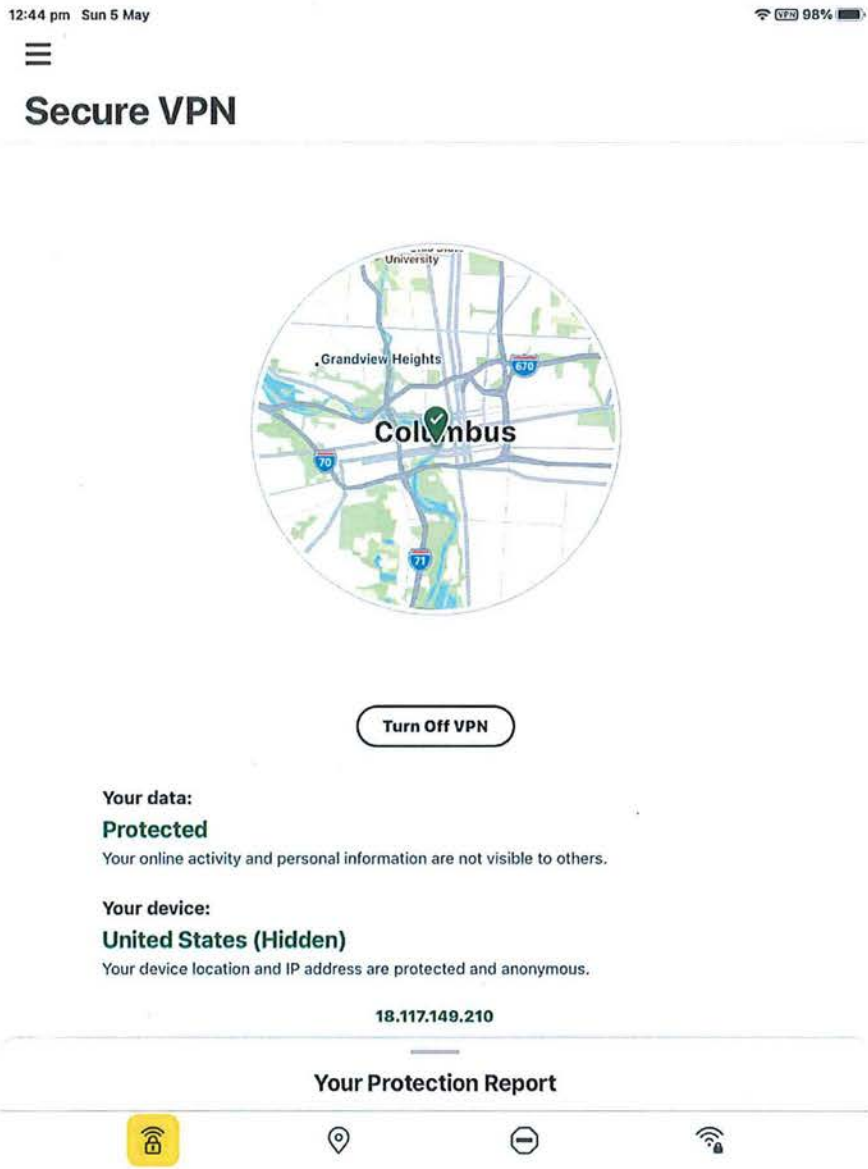 12:44 pm Sun 5 May
VPN 98%
Secure VPN
University
Grandview Heights
670
Columbus
70
71
Turn Off VPN
Your data:
Protected
Your online activity and personal information are not visible to others.
Your device:
United States (Hidden)
Your device location and IP address are protected and anonymous.
18.117.149.210
Your Protection Report